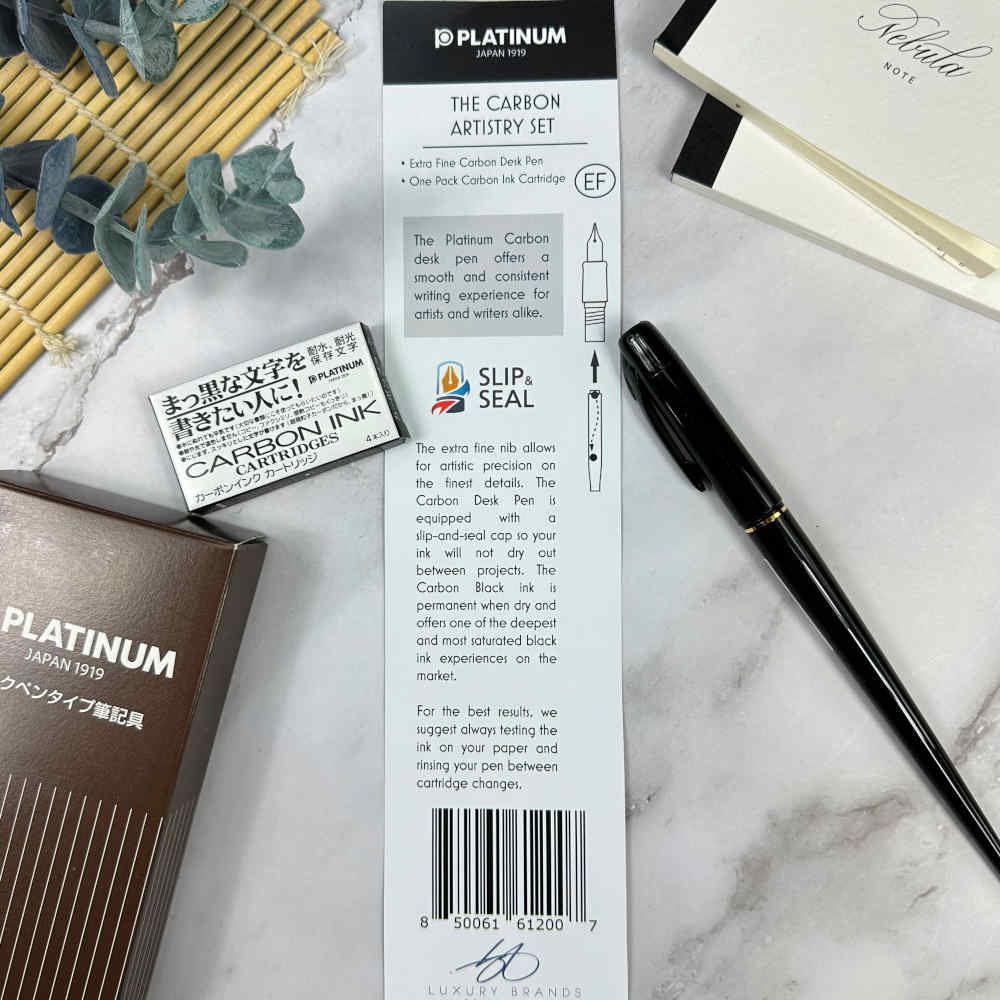 PLATINUM
JAPAN 1919
THE CARBON
ARTISTRY SET
• Extra Fine Carbon Desk Pen
• One Pack Carbon Ink Cartridge
EF
The Platinum Carbon
desk pen offers a
smooth and consistent
writing experience for
artists and writers alike.
SLIP &
SEAL
The extra fine nib allows
for artistic precision on
the finest details. The
Carbon Desk Pen is
equipped with a
slip-and-seal cap so your
ink will not dry out
between projects. The
Carbon Black ink is
permanent when dry and
offers one of the deepest
and most saturated black
ink experiences on the
market.
For the best results, we
suggest always testing the
ink on your paper and
rinsing your pen between
cartridge changes.
8 50061 61200 7
LUXURY BRANDS
Nebula
NOTE
まっ黒な文字を
書きたい人に!
耐水、耐光
保存文字
PLATINUM
CARBON INK
CARTRIDGES
4本入り
カーボンインク カートリッジ
PLATINUM
JAPAN 1919
クペンタイプ筆記具